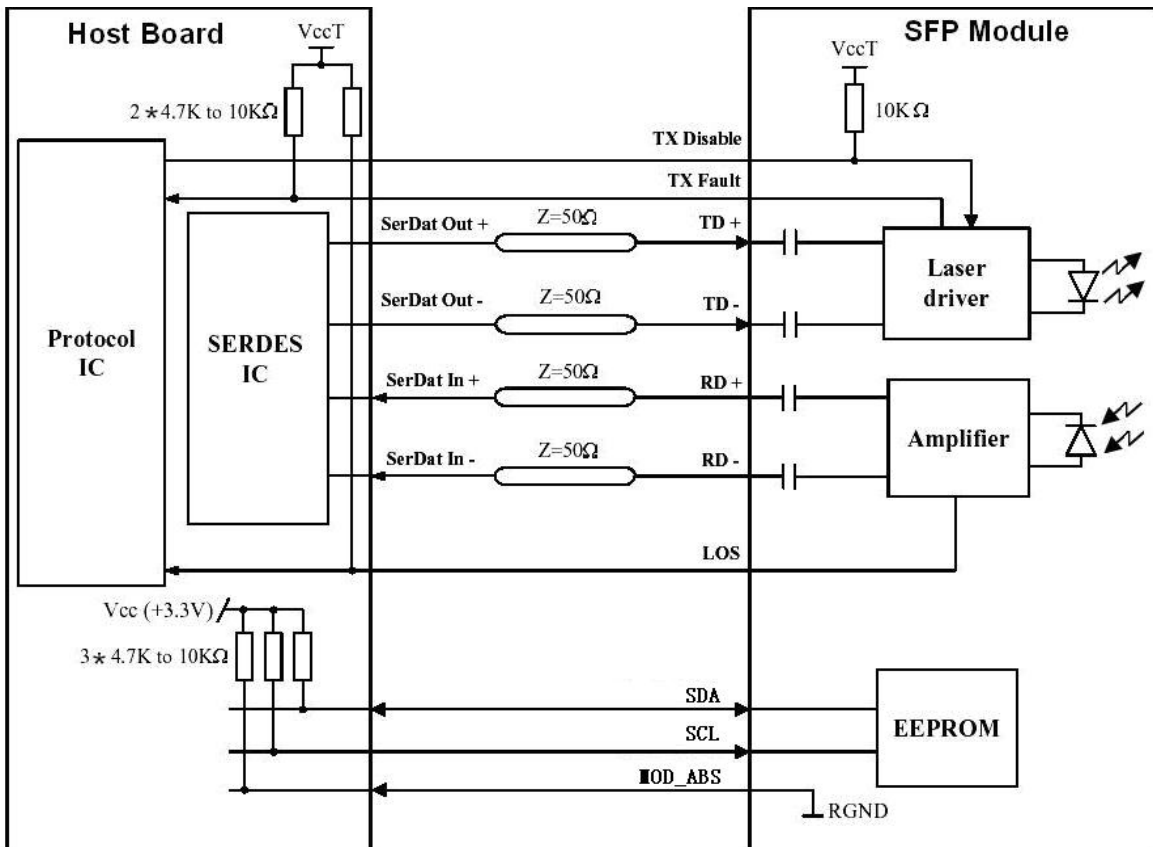 Host Board
SFP Module
VccT
VccT
2*4.7K to 10KΩ
10KΩ
TX Disable
TX Fault
SerDat Out +
Z=50Ω
TD +
Laser
driver
SerDat Out -
Z=50Ω
TD -
Protocol
IC
SERDES
IC
SerDat In +
Z=50Ω
RD +
Amplifier
SerDat In -
Z=50Ω
RD -
LOS
Vcc (+3.3V)
3*4.7K to 10KΩ
SDA
SCL
EEPROM
MOD_ABS
RGND